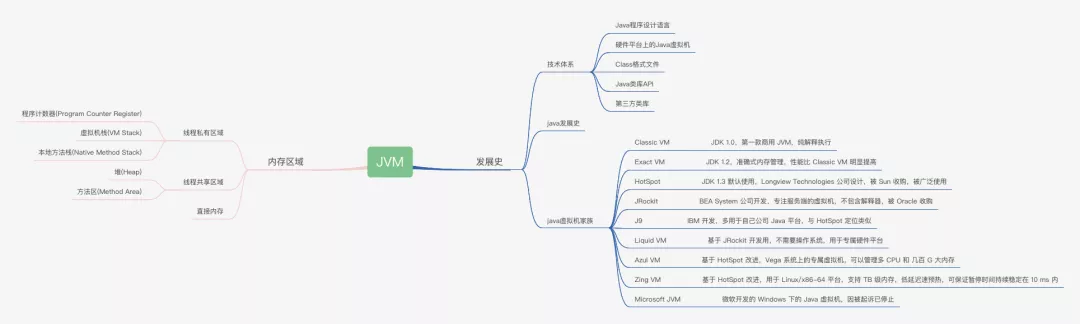 JVM
内存区域
线程私有区域
程序计数器(Program Counter Register)
虚拟机栈(VM Stack)
本地方法栈(Native Method Stack)
线程共享区域
堆(Heap)
方法区(Method Area)
直接内存
发展史
技术体系
Java程序设计语言
硬件平台上的Java虚拟机
Class格式文件
Java类库API
第三方类库
java发展史
java虚拟机家族
Classic VM JDK 1.0，第一款商用 JVM，纯解释执行
Exact VM JDK 1.2，准确式内存管理，性能比 Classic VM 明显提高
HotSpot JDK 1.3 默认使用，Longview Technologies 公司设计，被 Sun 收购，被广泛使用
JRockit BEA System 公司开发，专注服务端的虚拟机，不包含解释器，被 Oracle 收购
J9 IBM 开发，多用于自己公司 Java 平台，与 HotSpot 定位类似
Liquid VM 基于 JRockit 开发用，不需要操作系统，用于专属硬件平台
Azul VM 基于 HotSpot 改进，Vega 系统上的专属虚拟机，可以管理多 CPU 和 几百 G 大内存
Zing VM 基于 HotSpot 改进，用于 Linux/x86-64 平台，支持 TB 级内存，低延迟速预热，可保证暂停时间持续稳定在 10 ms 内
Microsoft JVM 微软开发的 Windows 下的 Java 虚拟机，因被起诉已停止